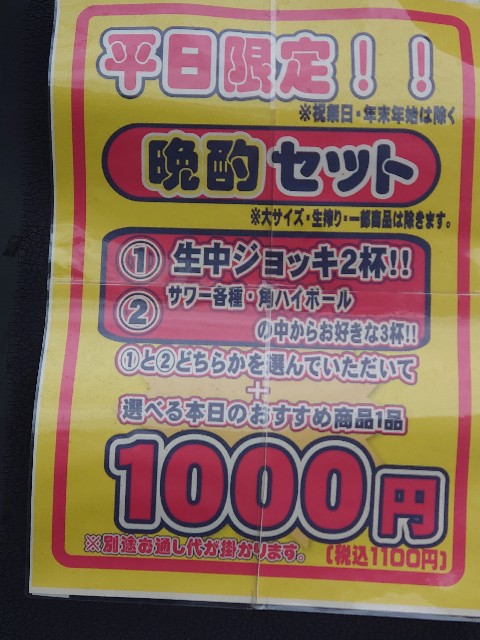 平日限定！！
※祝祭日・年末年始は除く
晩酌セット
※大サイズ・生搾り・一部商品は除きます。
① 生中ジョッキ2杯!!
② サワー各種・角ハイボール
の中からお好きな3杯!!
①と②どちらかを選んでいただいて
+
選べる本日のおすすめ商品1品
1000円
※別途お通し代が掛かります。 (税込1100円)